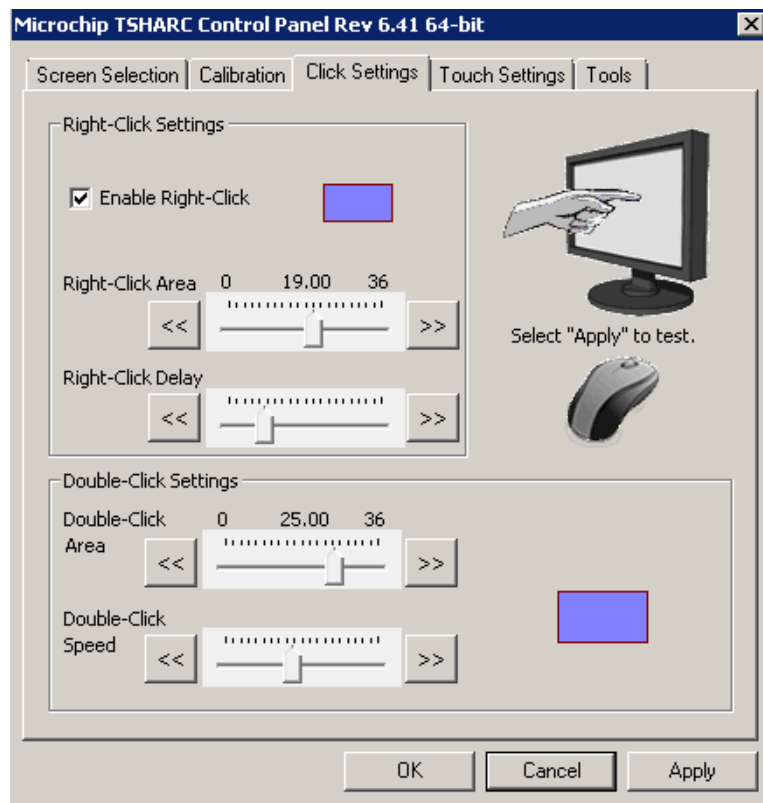 Microchip TSHARC Control Panel Rev 6.41 64-bit
Screen Selection Calibration Click Settings Touch Settings Tools
Right-Click Settings
Enable Right-Click
Right-Click Area 0 19.00 36
<< >>
Select "Apply" to test.
Right-Click Delay
<< >>
Double-Click Settings
Double-Click 0 25.00 36
Area
<< >>
Double-Click
Speed
<< >>
OK Cancel Apply